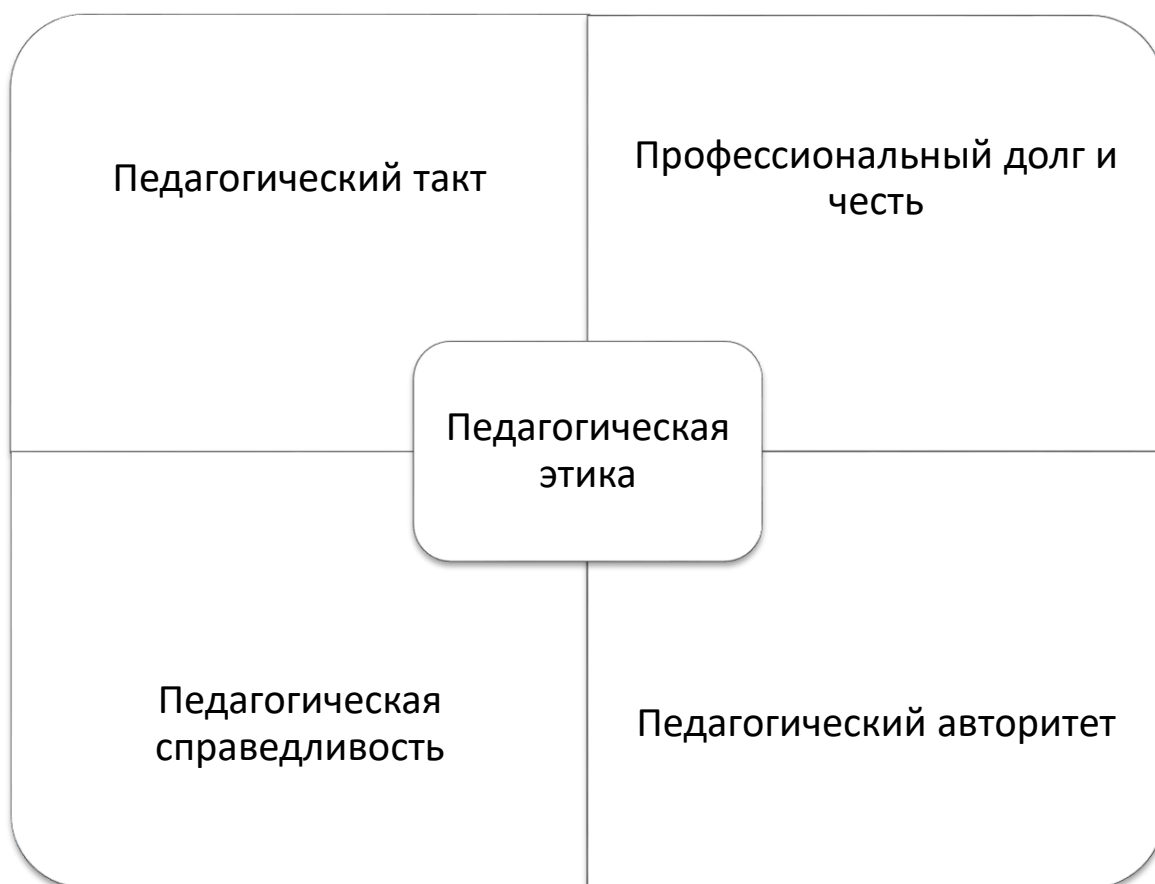 Педагогический такт
Профессиональный долг и
честь
Педагогическая
этика
Педагогическая
справедливость
Педагогический авторитет